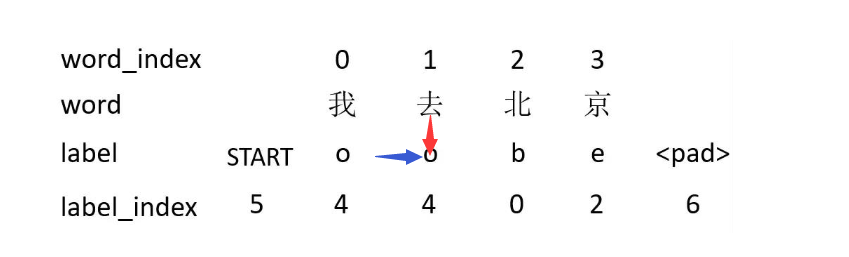 word_index 0 1 2 3
word 我 去 北 京
label START o o b e <pad>
label_index 5 4 4 0 2 6